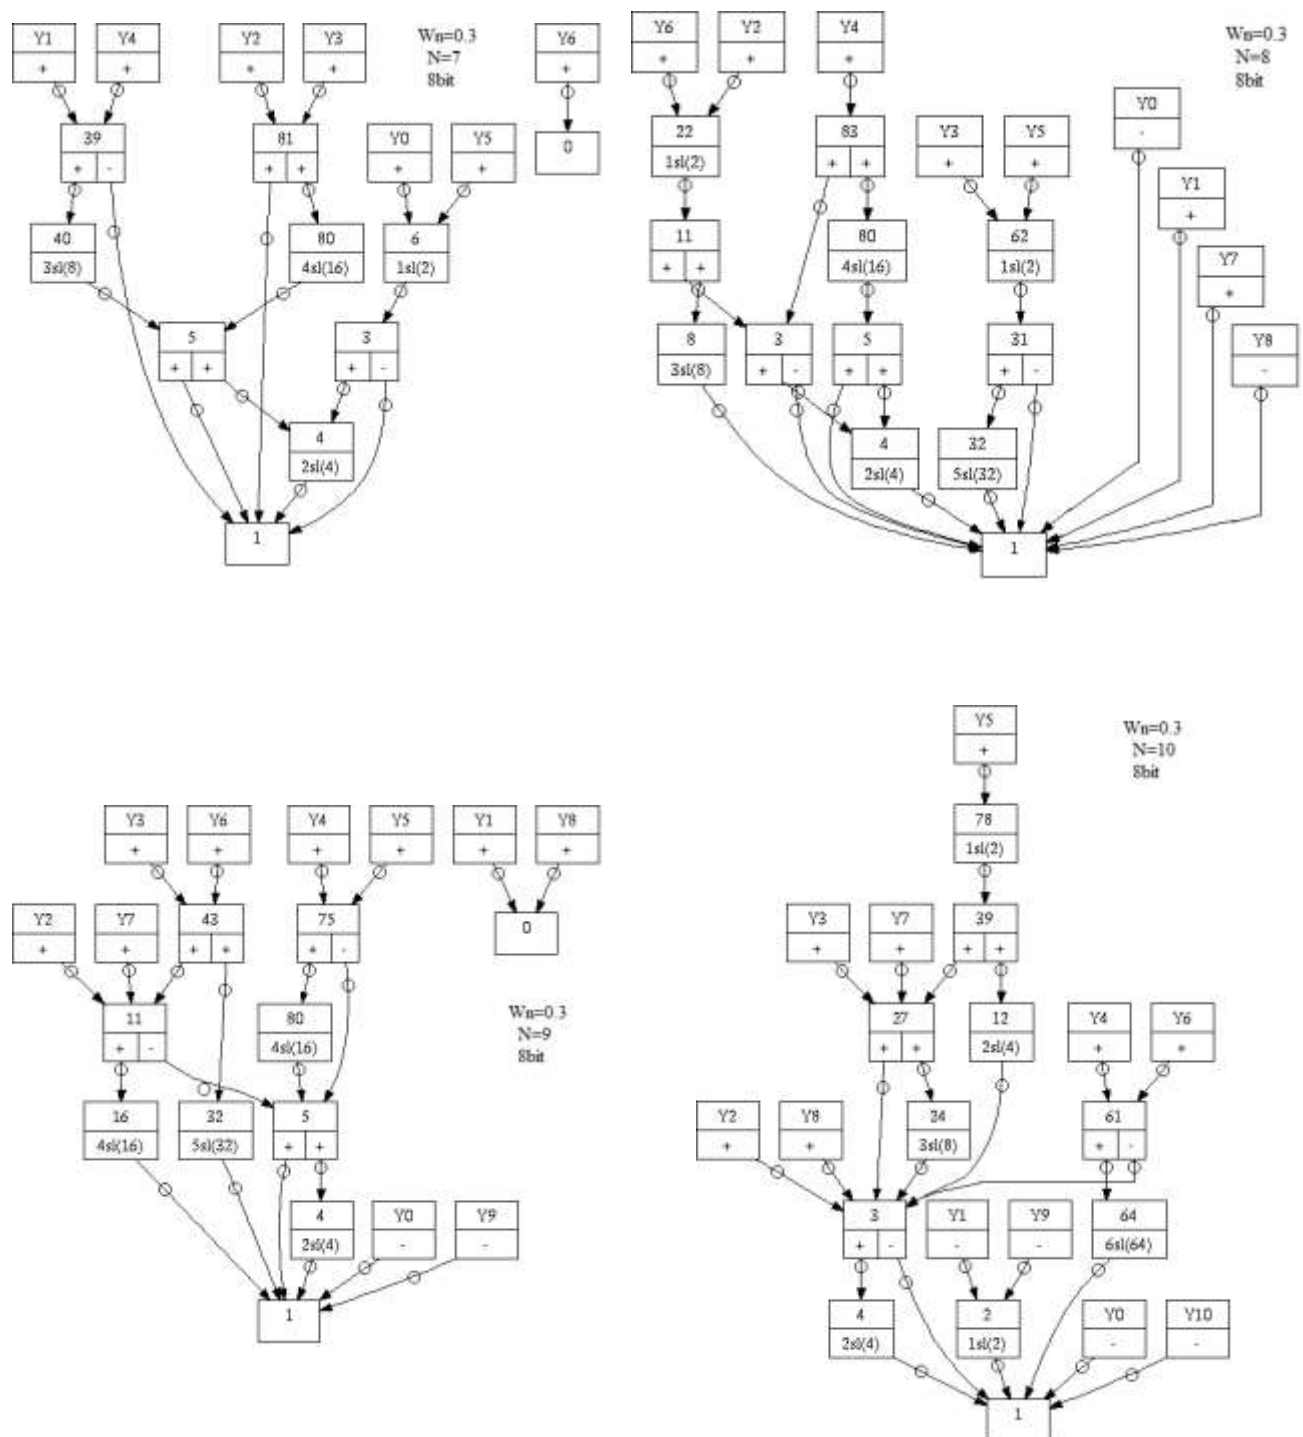 Y1 Y4 Y2 Y3 Wn=0.3 Y6
+ + + + N=7 +
8bit
39 81 Y0 Y5 0
+ - + + + +
40 80 6
3sl(8) 4sl(16) 1sl(2)
5 3
+ + + -
4
2sl(4)
1
Y6 Y2 Y4 Wn=0.3
+ + + N=8
8bit
Y0
-
22 83 Y3 Y5
1sl(2) + + + +
Y1
+
11 80 62
+ + 4sl(16) 1sl(2)
Y7
+
8 3 5 31 Y8
3sl(8) + - + + + - -
4 32
2sl(4) 5sl(32)
1
Y3 Y6 Y4 Y5 Y1 Y8
+ + + + + +
Y2 Y7 43 75 0
+ + + + + -
Wn=0.3
N=9
8bit
11 80
+ - 4sl(16)
16 32 5
4sl(16) 5sl(32) + +
4 Y0 Y9
2sl(4) - -
1
Y5 Wn=0.3
+ N=10
8bit
78
1sl(2)
Y3 Y7 39
+ + + +
27 12 Y4 Y6
+ + 2sl(4) + +
Y2 Y8 24 61
+ + 3sl(8) + -
3 Y1 Y9 64
+ - - - 6sl(64)
4 2 Y0 Y10
2sl(4) 1sl(2) - -
1